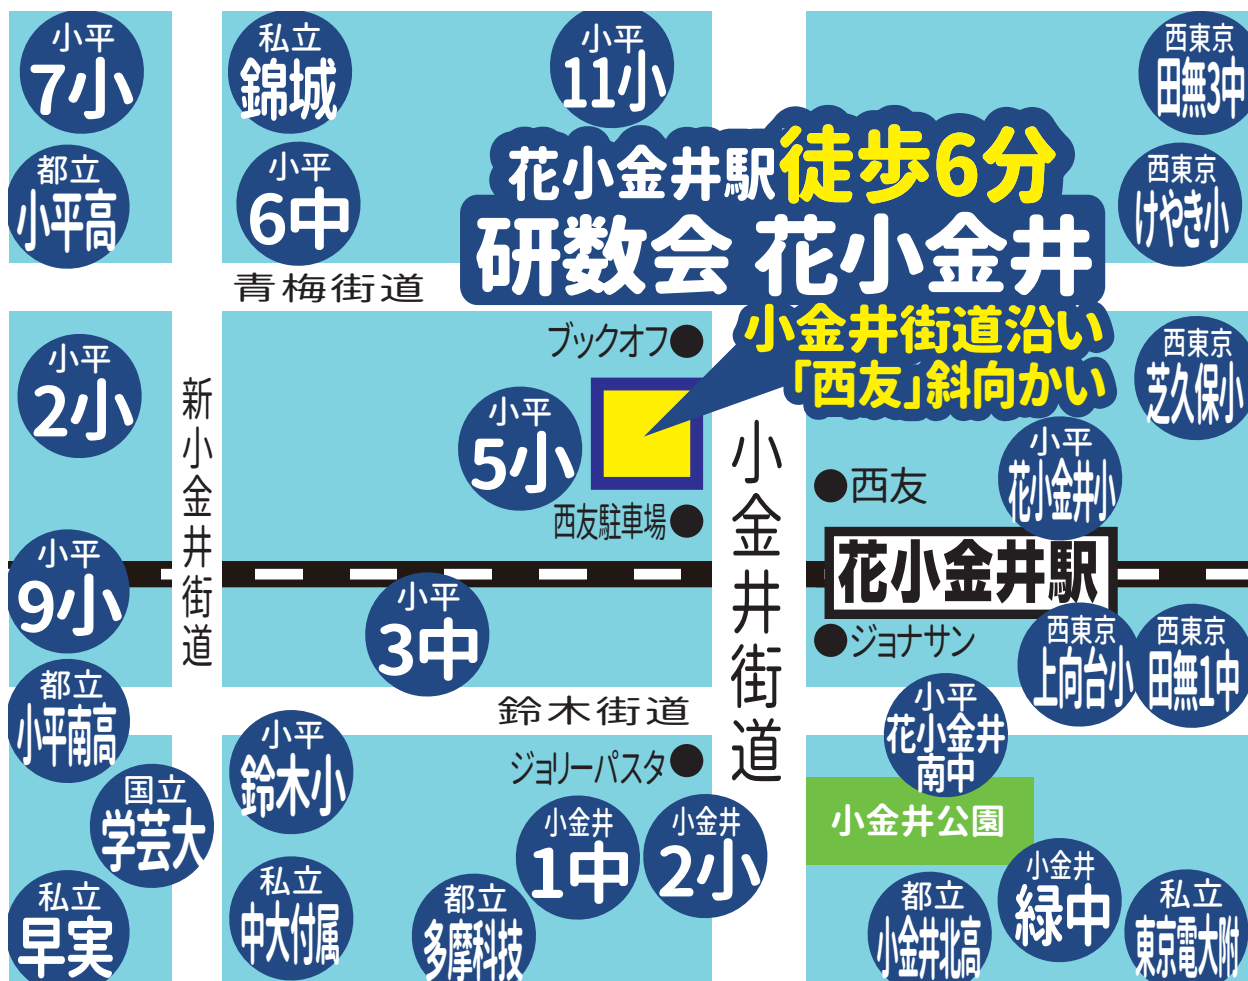 小平
7小
私立
錦城
小平
11小
西東京
田無3中
都立
小平高
小平
6中
花小金井駅徒歩6分
研数会 花小金井
小金井街道沿い
「西友」斜向かい
西東京
けやき小
青梅街道
小平
2小
新小金井街道
ブックオフ
小平
5小
西友駐車場
小金井街道
西友
西東京
芝久保小
小平
花小金井小
花小金井駅
ジョナサン
小平
9小
小平
3中
西東京
上向台小
西東京
田無1中
都立
小平南高
鈴木街道
小平
花小金井
南中
国立
学芸大
小平
鈴木小
ジョリーパスタ
小金井
1中
小金井
2小
小金井公園
私立
早実
私立
中大付属
都立
多摩科技
都立
小金井北高
小金井
緑中
私立
東京電大附